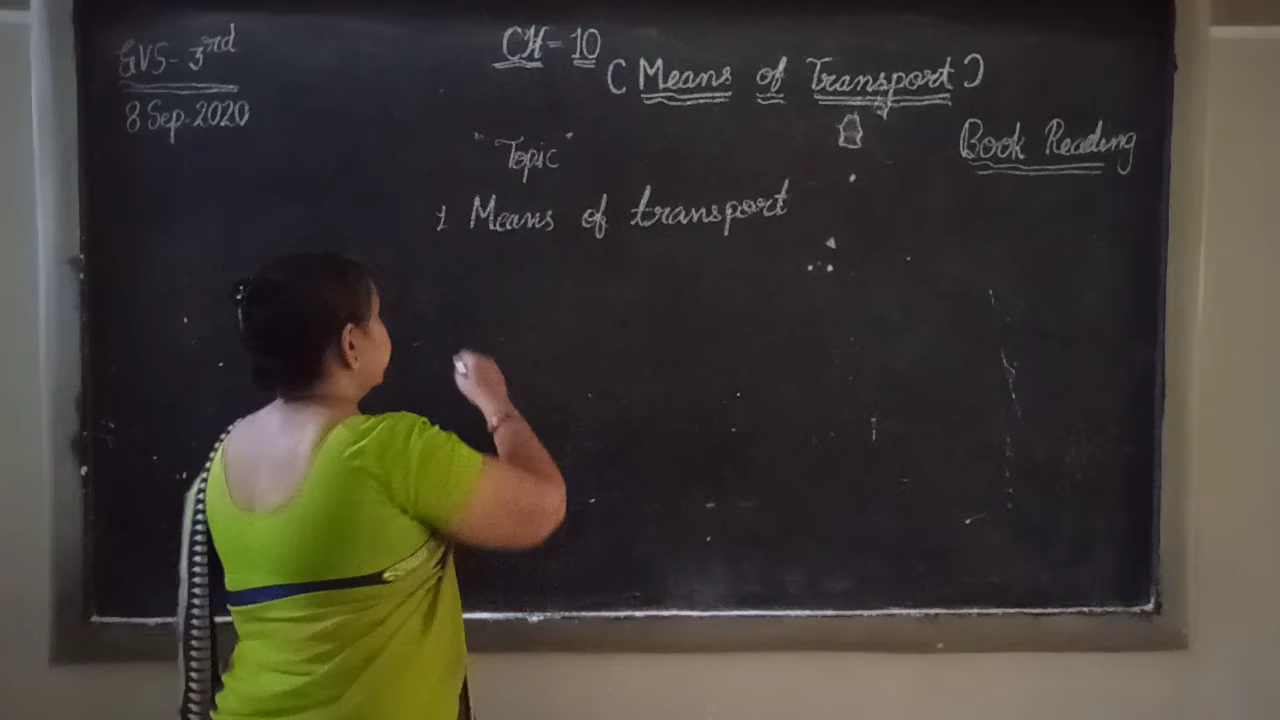 EVS - 3rd
8 Sep. 2020
CH - 10
( Means of Transport )
Book Reading
" Topic "
1 Means of transport